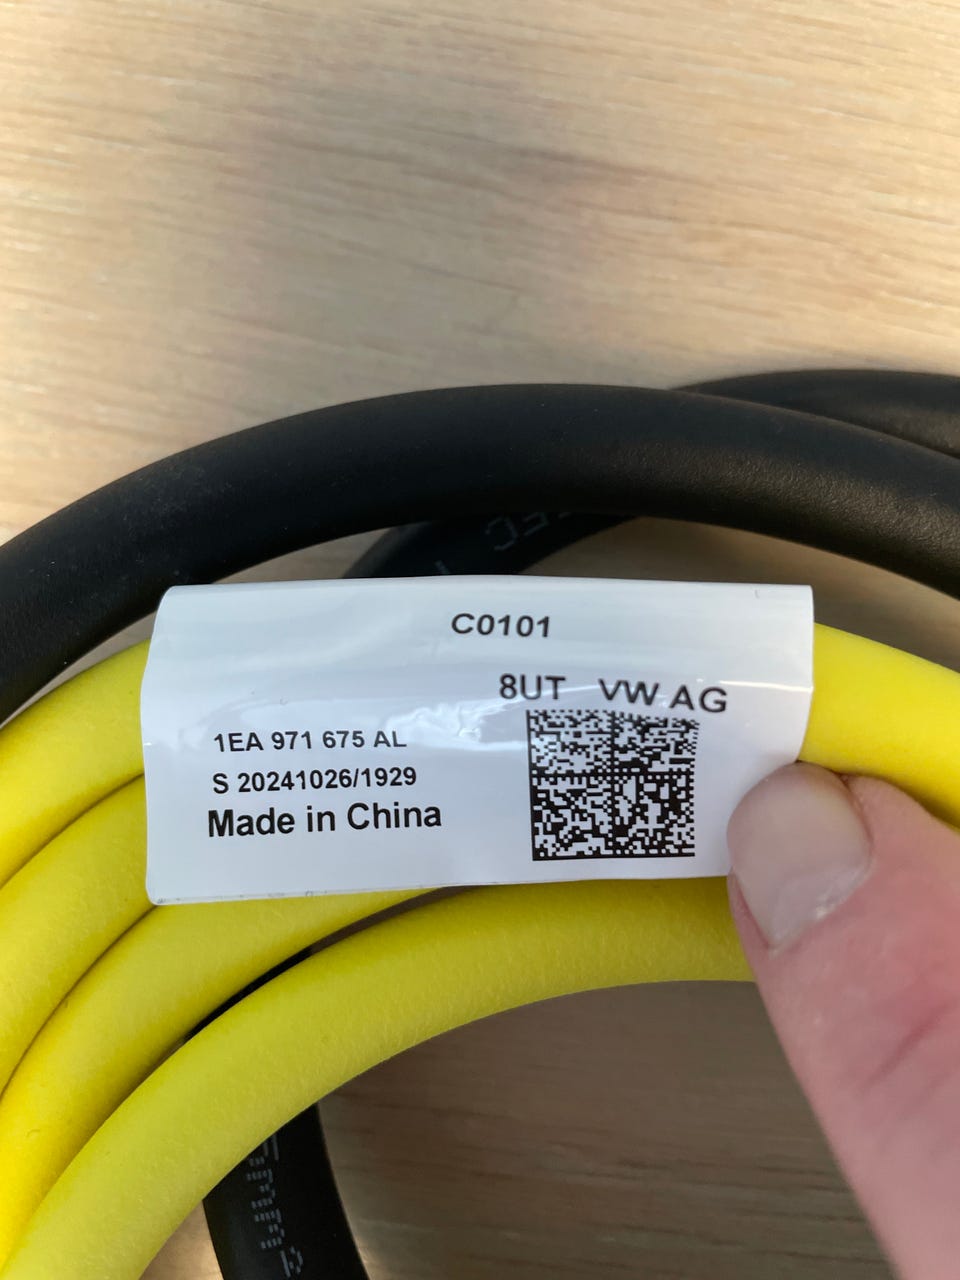 C0101
8UT VW AG
1EA 971 675 AL
S 20241026/1929
Made in China